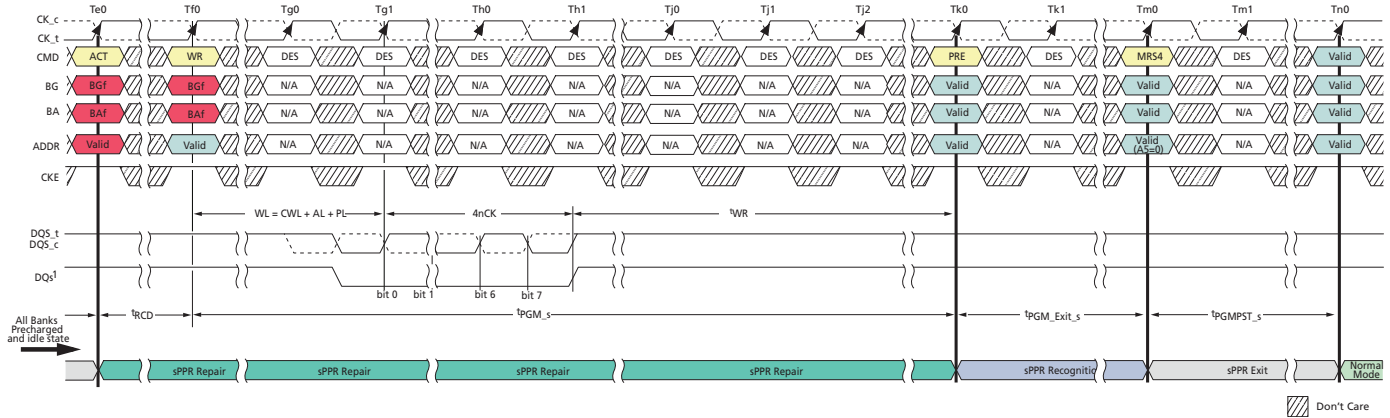 Te0 Tf0 Tg0 Tg1 Th0 Th1 Tj0 Tj1 Tj2 Tk0 Tk1 Tm0 Tm1 Tn0
CK_c
CK_t
CMD ACT WR DES DES DES DES DES DES DES PRE DES MRS4 DES Valid
BG BGf BGf N/A N/A N/A N/A N/A N/A N/A Valid N/A Valid N/A Valid
BA BAf BAf N/A N/A N/A N/A N/A N/A N/A Valid N/A Valid N/A Valid
ADDR Valid Valid N/A N/A N/A N/A N/A N/A N/A Valid N/A Valid (A5=0) N/A Valid
CKE
WL = CWL + AL + PL 4nCK tWR
DQS_t
DQS_c
DQs1
bit 0 bit 1 bit 6 bit 7
All Banks
Precharged
and idle state
tRCD tPGM_s tPGM_Exit_s tPGMPST_s
sPPR Repair sPPR Repair sPPR Repair sPPR Repair sPPR Recognitic sPPR Exit Normal
Mode
Don't Care